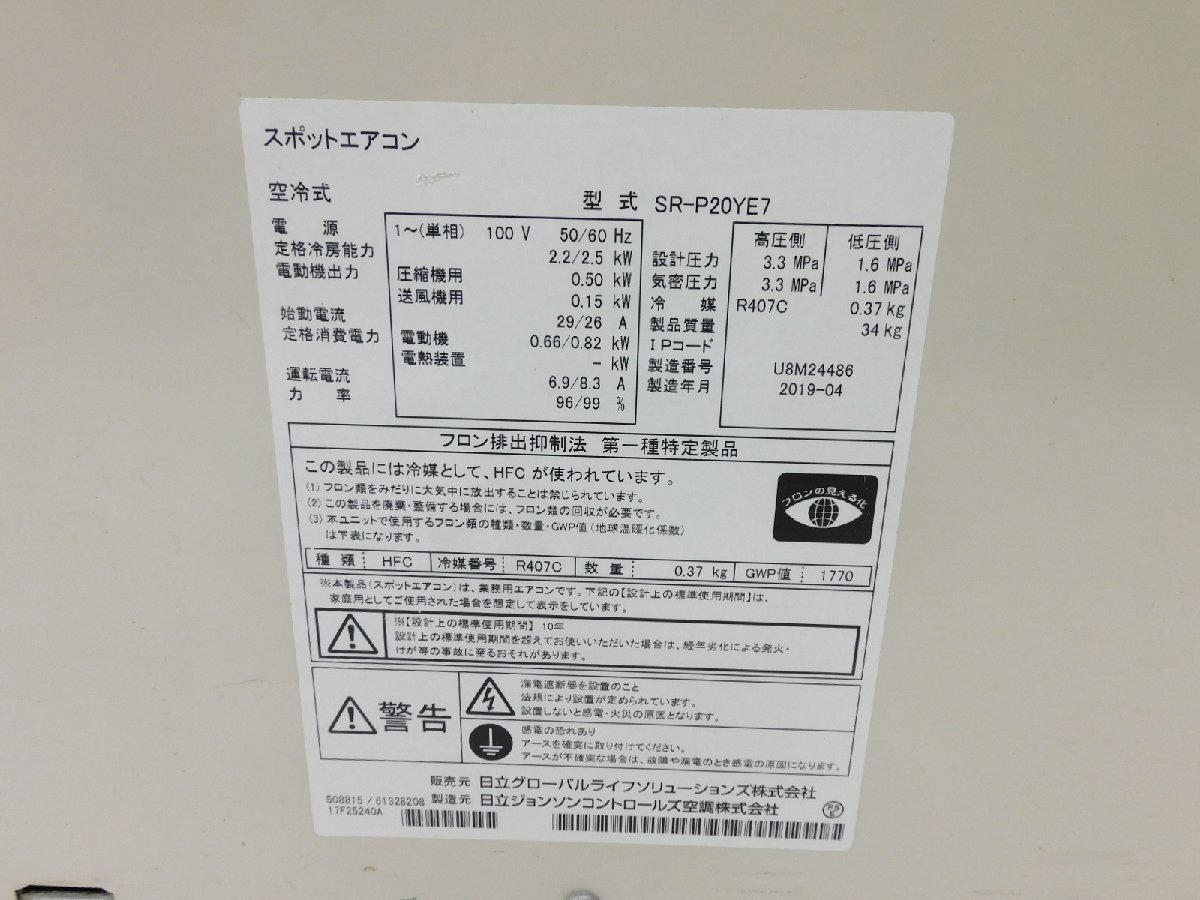 スポットエアコン
空冷式 型式 SR-P20YE7
電源 1～(単相) 100 V 50/60 Hz
定格冷房能力 2.2/2.5 kW
電動機出力 圧縮機用 0.50 kW
送風機用 0.15 kW
始動電流 29/26 A
定格消費電力 電動機 0.66/0.82 kW
電熱装置 - kW
運転電流 6.9/8.3 A
力率 96/99 %
高圧側 低圧側
設計圧力 3.3 MPa 1.6 MPa
気密圧力 3.3 MPa 1.6 MPa
冷媒 R407C 0.37 kg
製品質量 34 kg
IPコード
製造番号 U8M24486
製造年月 2019-04
フロン排出抑制法 第一種特定製品
この製品には冷媒として、HFC が使われています。
(1) フロン類をみだりに大気中に放出することは禁じられています。
(2) この製品を廃棄・整備する場合には、フロン類の回収が必要です。
(3) 本ユニットで使用するフロン類の種類・数量・GWP値(地球温暖化係数)
は下表になります。
フロンの見える化
種類 HFC 冷媒番号 R407C 数量 0.37 kg GWP値 1770
※本製品(スポットエアコン)は、業務用エアコンです。下記の【設計上の標準使用期間】は、
家庭用としてご使用された場合を想定して表示をしています。
※【設計上の標準使用期間】 10年
設計上の標準使用期間を超えてお使いいただいた場合は、経年劣化による発火・
けが等の事故に至るおそれがあります。
警告
漏電遮断器を設置のこと
法規により設置が定められています。
設置しないと感電・火災の原因となります。
感電の恐れあり
アースを確実に取り付けてください。
アースが不確実な場合は、故障や漏電のとき感電の原因になります。
販売元 日立グローバルライフソリューションズ株式会社
608815 / 61328208 製造元 日立ジョンソンコントロールズ空調株式会社
17F25240A
PS
E